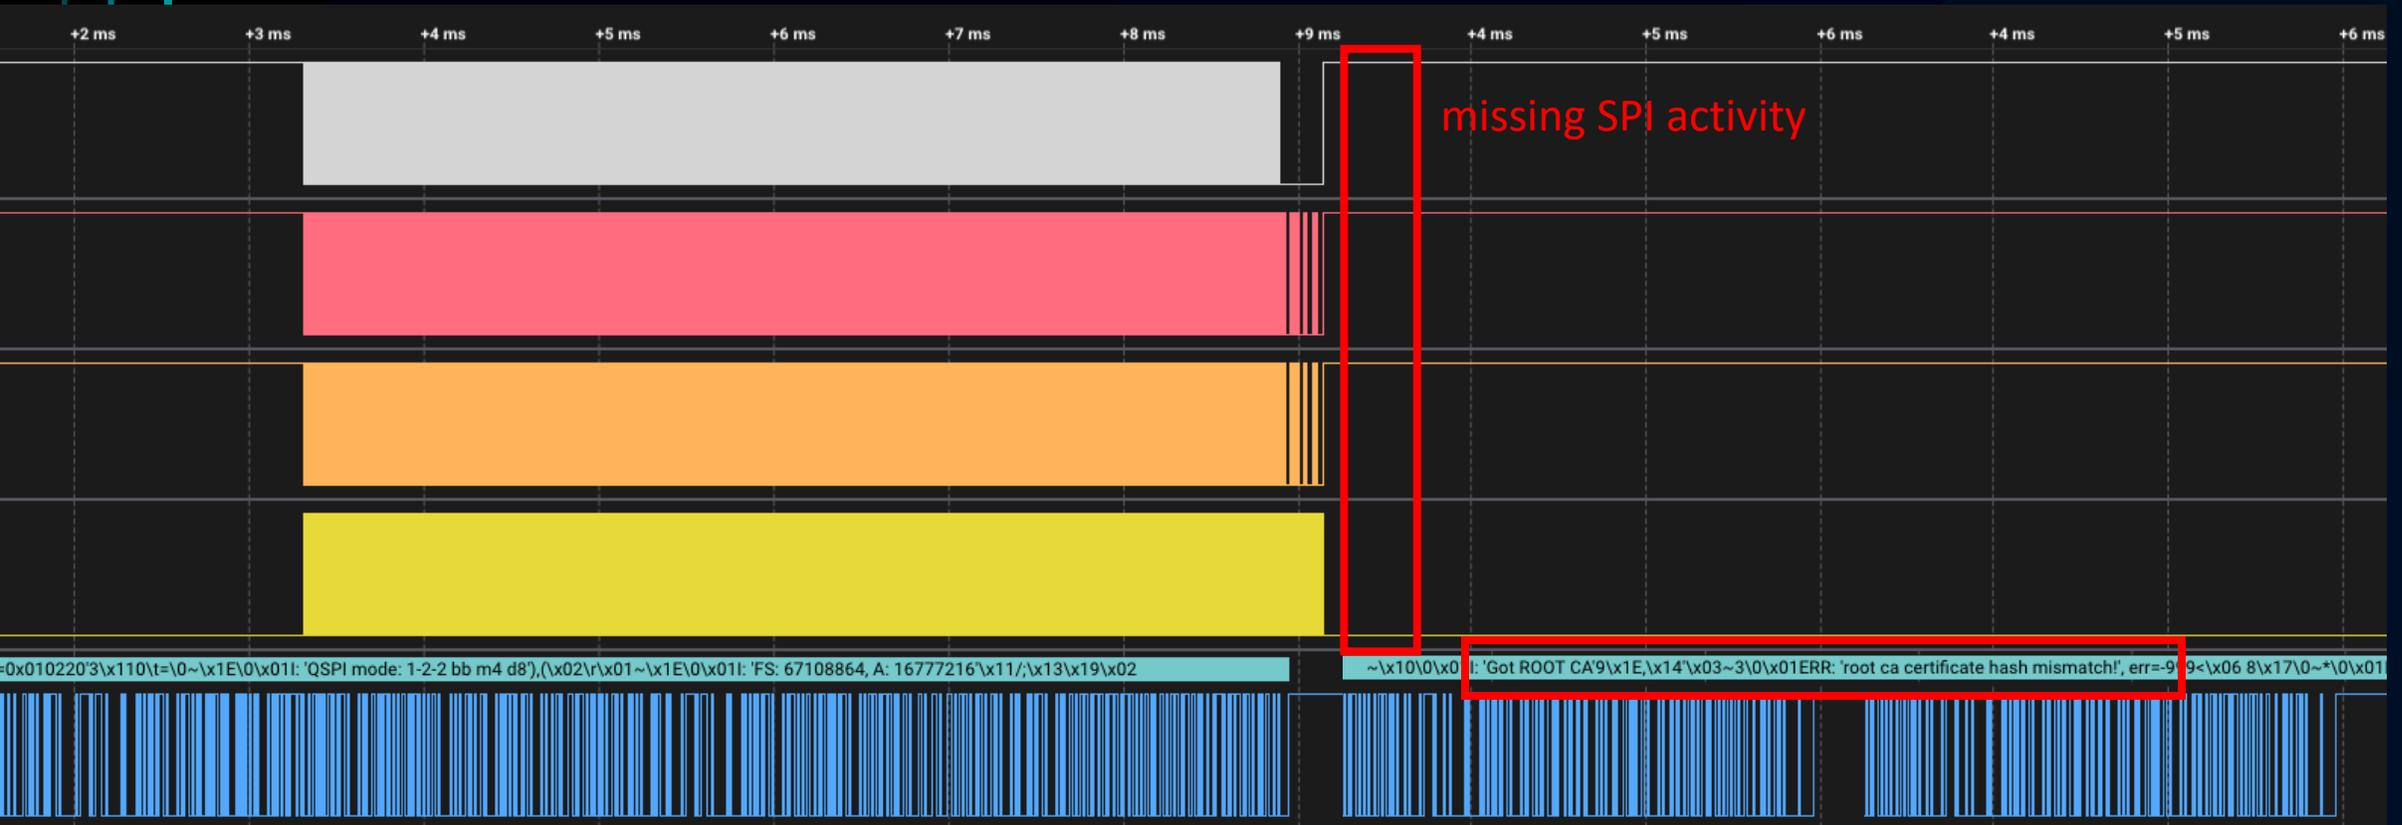 +2 ms +3 ms +4 ms +5 ms +6 ms +7 ms +8 ms +9 ms +4 ms +5 ms +6 ms +4 ms +5 ms +6 ms
missing SPI activity
=0x010220'3\x110\t=\0~\x1E\0\x01I: 'QSPI mode: 1-2-2 bb m4 d8'),(\x02\r\x01~\x1E\0\x01I: 'FS: 67108864, A: 16777216'\x11/;\x13\x19\x02
~\x10\0\x01I: 'Got ROOT CA'9\x1E,\x14'\x03~3\0\x01ERR: 'root ca certificate hash mismatch!', err=-999<\x06 8\x17\0~*\0\x01I